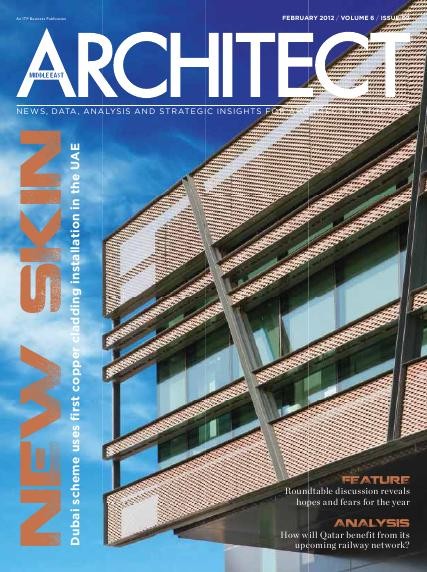 An ITP Business Publication
FEBRUARY 2012 / VOLUME 6 / ISSUE
ARCHITECT
MIDDLE EAST
NEWS, DATA, ANALYSIS AND STRATEGIC INSIGHTS
NEW SKIN
Dubai scheme uses first copper cladding installation in the UAE
FEATURE
Roundtable discussion reveals
hopes and fears for the year
ANALYSIS
How will Qatar benefit from its
upcoming railway network?